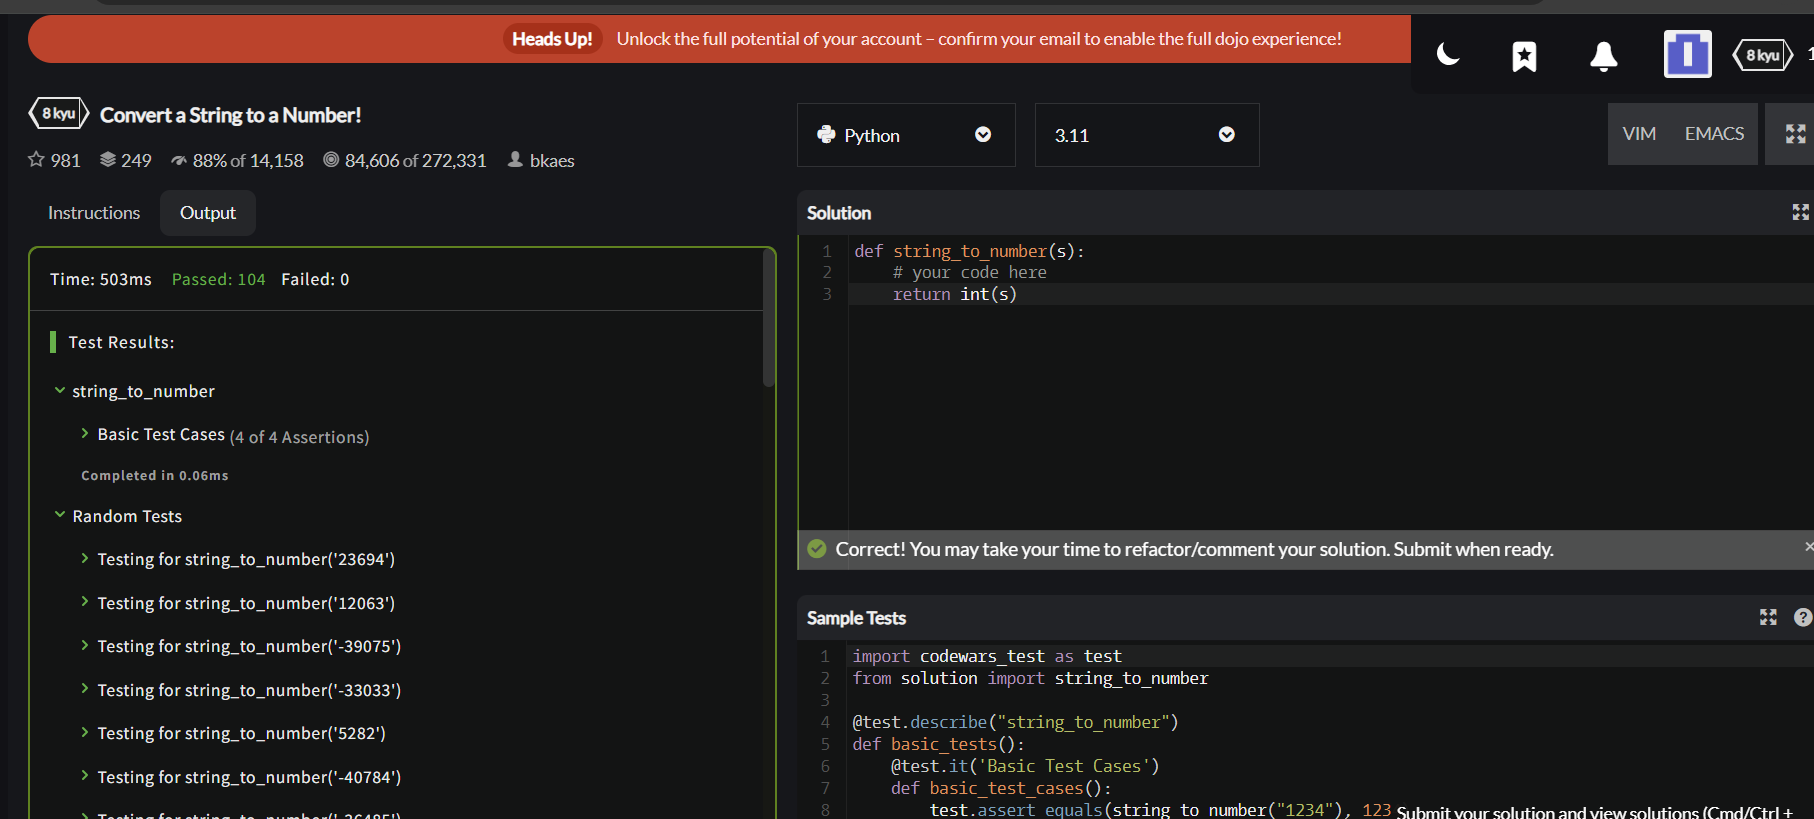 Heads Up! Unlock the full potential of your account – confirm your email to enable the full dojo experience!
8 kyu
8 kyu Convert a String to a Number!
981 249 88% of 14,158 84,606 of 272,331 bkaes
Instructions Output
Time: 503ms Passed: 104 Failed: 0
Test Results:
string_to_number
Basic Test Cases (4 of 4 Assertions)
Completed in 0.06ms
Random Tests
Testing for string_to_number('23694')
Testing for string_to_number('12063')
Testing for string_to_number('-39075')
Testing for string_to_number('-33033')
Testing for string_to_number('5282')
Testing for string_to_number('-40784')
Python 3.11 VIM EMACS
Solution
1 def string_to_number(s):
2 # your code here
3 return int(s)
Correct! You may take your time to refactor/comment your solution. Submit when ready.
Sample Tests
1 import codewars_test as test
2 from solution import string_to_number
3
4 @test.describe("string_to_number")
5 def basic_tests():
6 @test.it('Basic Test Cases')
7 def basic_test_cases():
8 test.assert_equals(string_to_number("1234"), 123
Submit your solution and view solutions (Cmd/Ctrl +